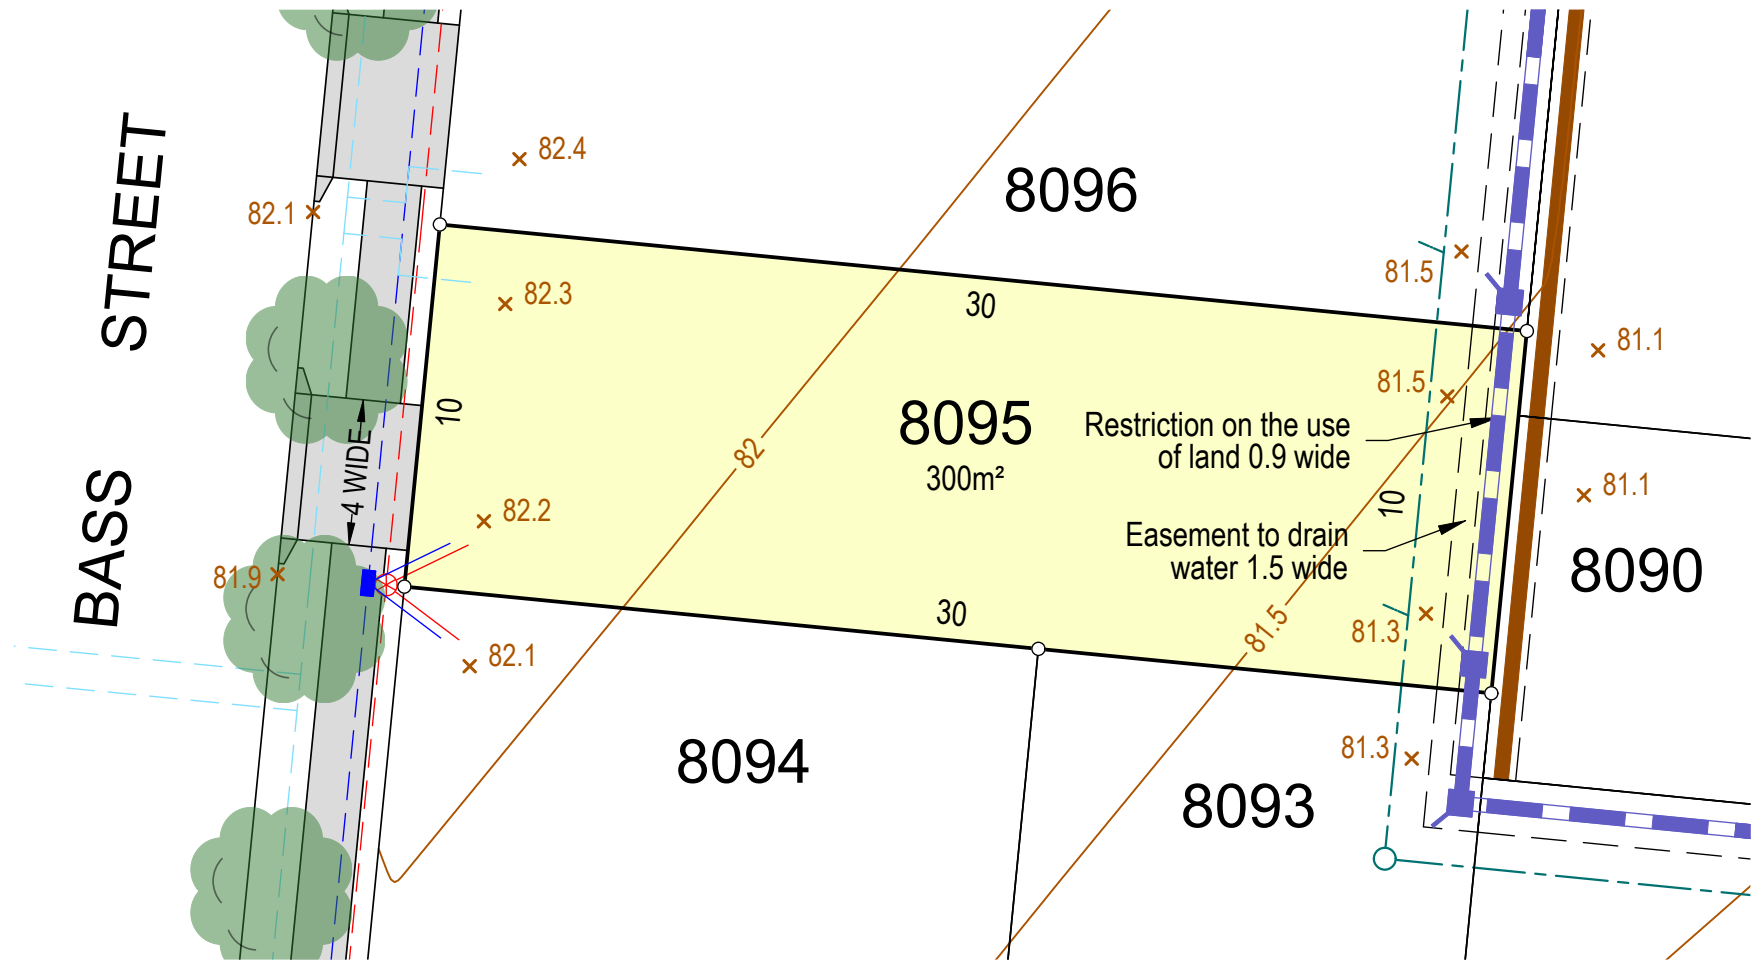 82.4
8096
82.1
STREET
82.3
30
81.5
81.1
81.5
10
8095
Restriction on the use
of land 0.9 wide
300m²
82
4 WIDE
81.1
10
BASS
82.2
Easement to drain
water 1.5 wide
8090
81.9
30
81.5
81.3
82.1
8094
81.3
8093